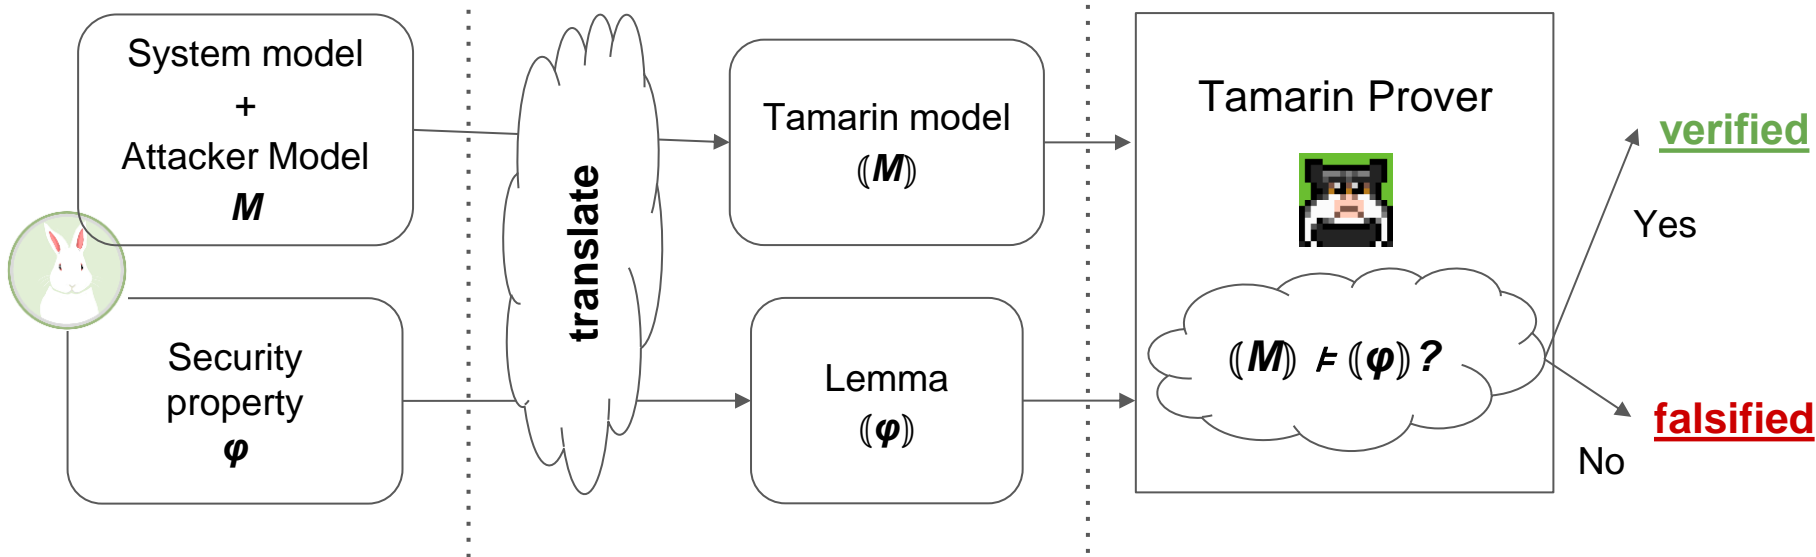 System model
+
Attacker Model
M
Security
property
φ
translate
Tamarin model
⦅M⦆
Lemma
⦅φ⦆
Tamarin Prover
⦅M⦆ ⊧ ⦅φ⦆ ?
verified
Yes
falsified
No